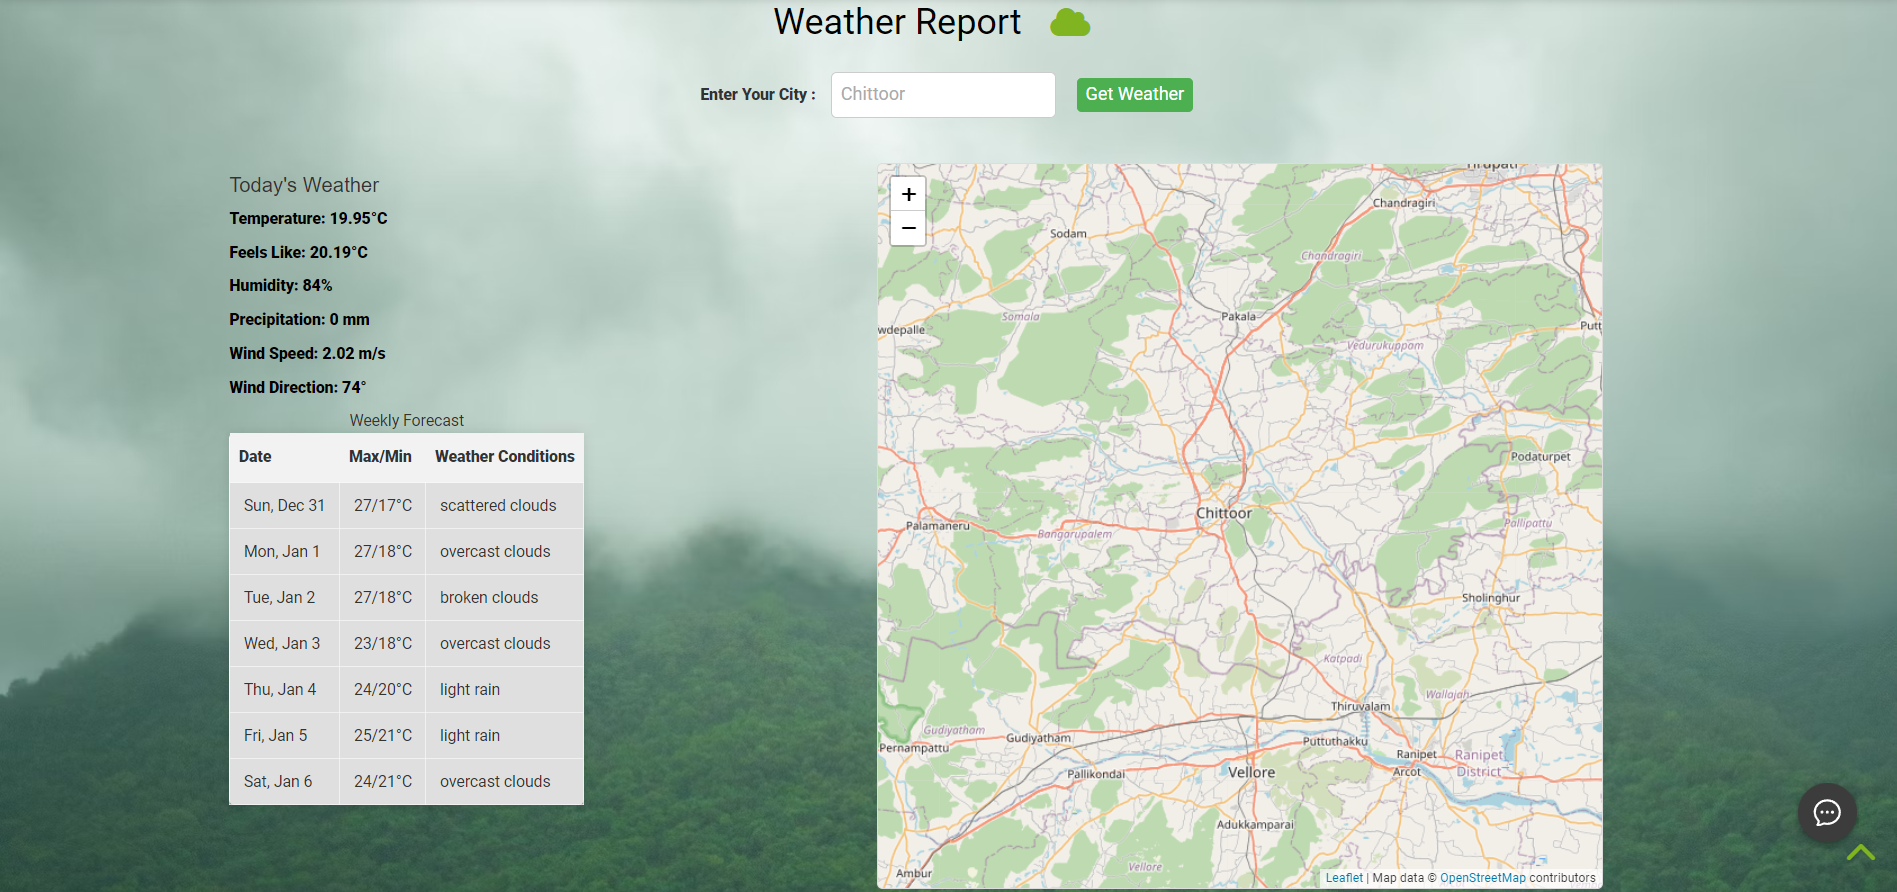 Weather Report
Enter Your City :
Chittoor
Get Weather
Today's Weather
Temperature: 19.95°C
Feels Like: 20.19°C
Humidity: 84%
Precipitation: 0 mm
Wind Speed: 2.02 m/s
Wind Direction: 74°
Weekly Forecast
Date Max/Min Weather Conditions
Sun, Dec 31 27/17°C scattered clouds
Mon, Jan 1 27/18°C overcast clouds
Tue, Jan 2 27/18°C broken clouds
Wed, Jan 3 23/18°C overcast clouds
Thu, Jan 4 24/20°C light rain
Fri, Jan 5 25/21°C light rain
Sat, Jan 6 24/21°C overcast clouds
+
−
Tirupati
Chandragiri
Sodam
Chandragiri
Somala
Pakala
wdepalle
Putt
Vedurukuppam
Podaturpet
Chittoor
Palamaneru
Bangarupalem
Pallipattu
Sholinghur
Katpadi
Wallajah
Thiruvalam
Gudiyatham
Gudiyatham
Pernampattu
Puttuthakku
Ranipet
Ranipet
District
Arcot
Pallikondai
Vellore
Adukkamparai
Vellore
Ambur
Leaflet | Map data © OpenStreetMap contributors